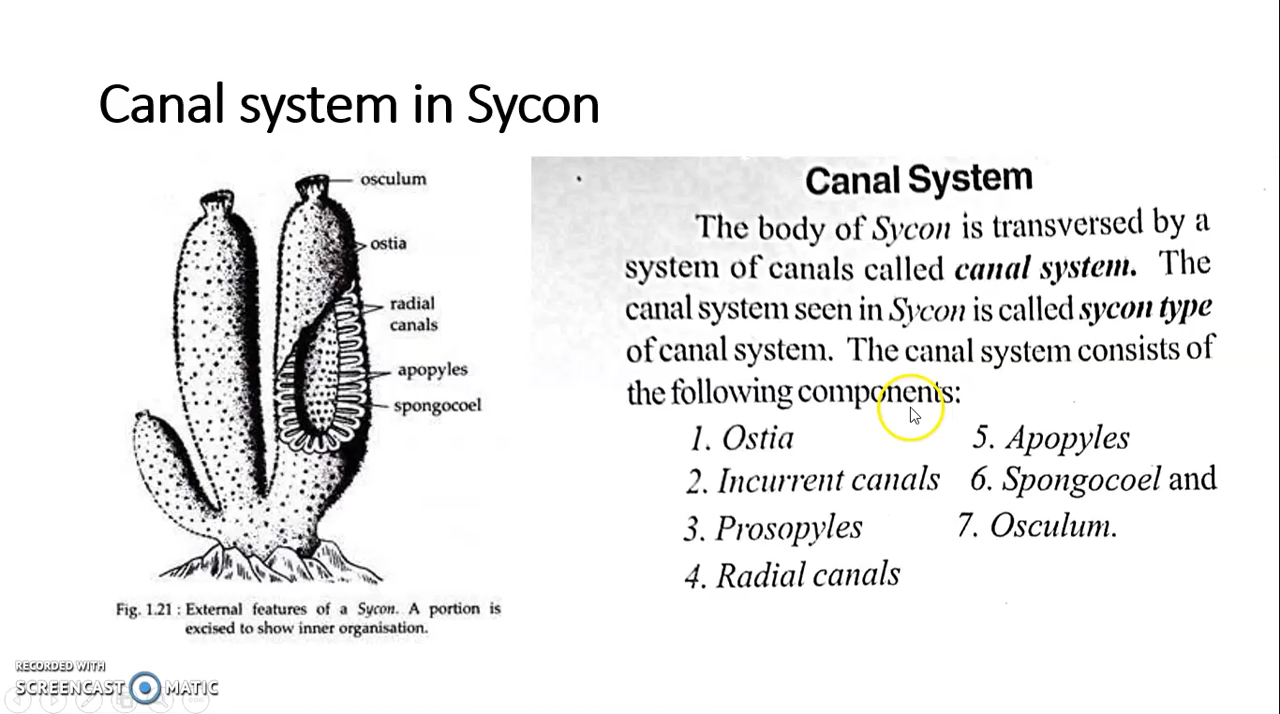 Canal system in Sycon
osculum
ostia
radial
canals
apopyles
spongocoel
Fig. 1.21 : External features of a Sycon. A portion is
excised to show inner organisation.
Canal System
The body of Sycon is transversed by a
system of canals called canal system. The
canal system seen in Sycon is called sycon type
of canal system. The canal system consists of
the following components:
1. Ostia
2. Incurrent canals
3. Prosopyles
4. Radial canals
5. Apopyles
6. Spongocoel and
7. Osculum.
RECORDED WITH
SCREENCAST MATIC